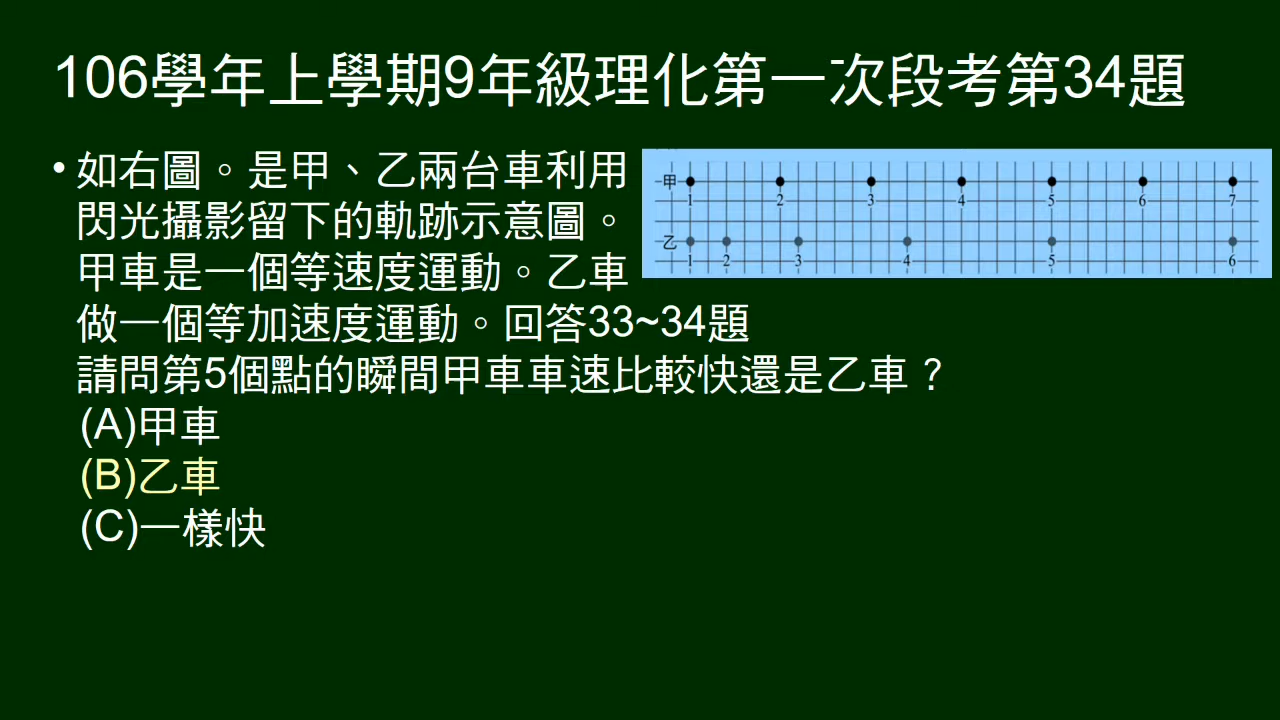 106學年上學期9年級理化第一次段考第34題
• 如右圖。是甲、乙兩台車利用
閃光攝影留下的軌跡示意圖。
甲車是一個等速度運動。乙車
做一個等加速度運動。回答33~34題
請問第5個點的瞬間甲車車速比較快還是乙車？
(A)甲車
(B)乙車
(C)一樣快
甲
1 2 3 4 5 6 7
乙
1 2 3 4 5 6